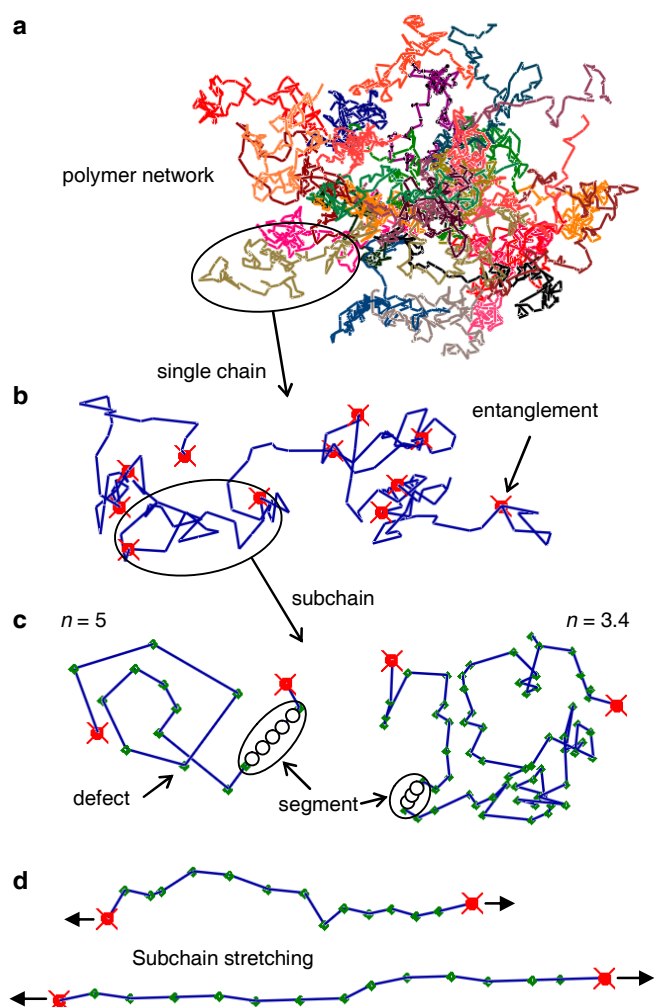 a
polymer network
single chain
b
entanglement
subchain
c
n = 5
n = 3.4
defect
segment
d
Subchain stretching